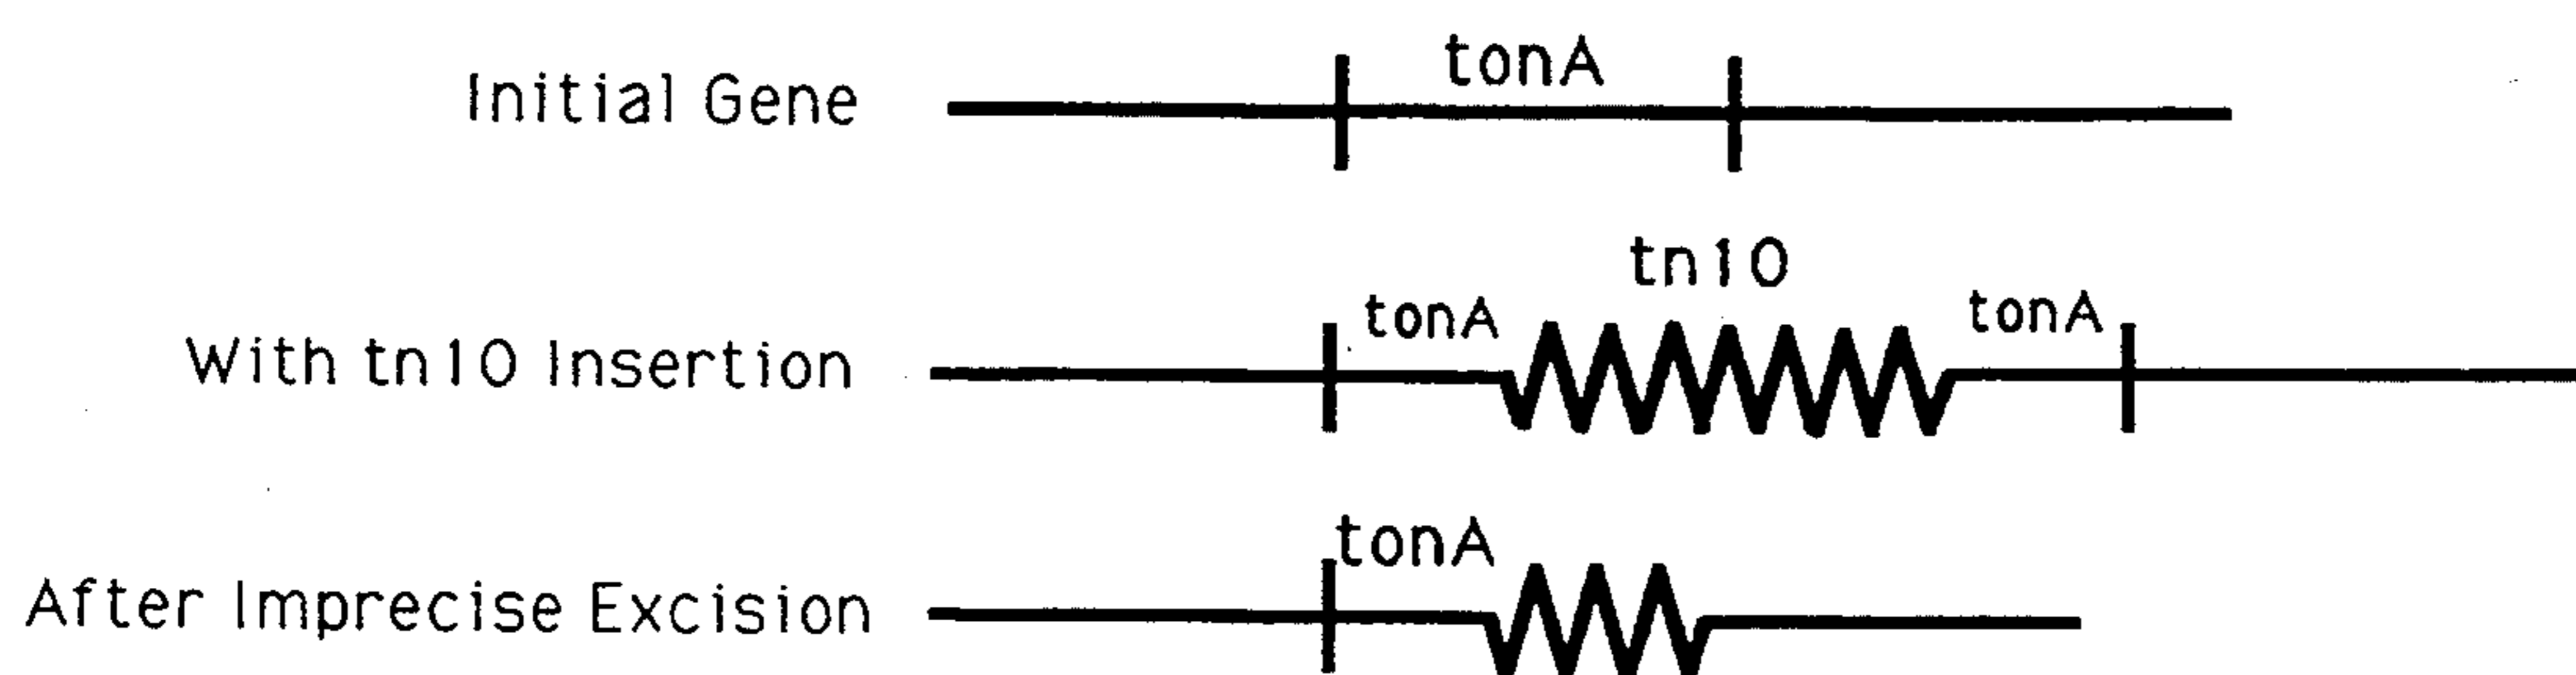 tonA
Initial Gene
tn10
tonA tonA
With tn10 Insertion
tonA
After Imprecise Excision